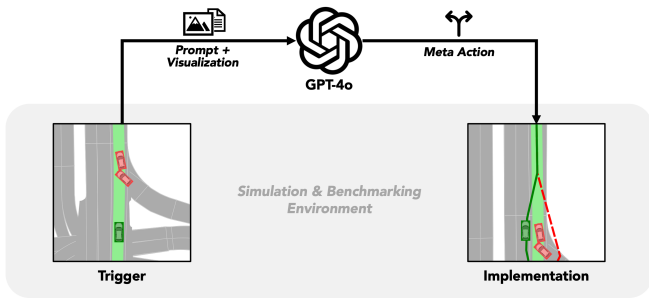 Prompt +
Visualization
GPT-4o
Meta Action
Simulation & Benchmarking
Environment
Trigger
Implementation